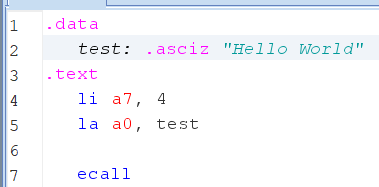 1 .data
2 test: .asciz "Hello World"
3 .text
4 li a7, 4
5 la a0, test
6
7 ecall